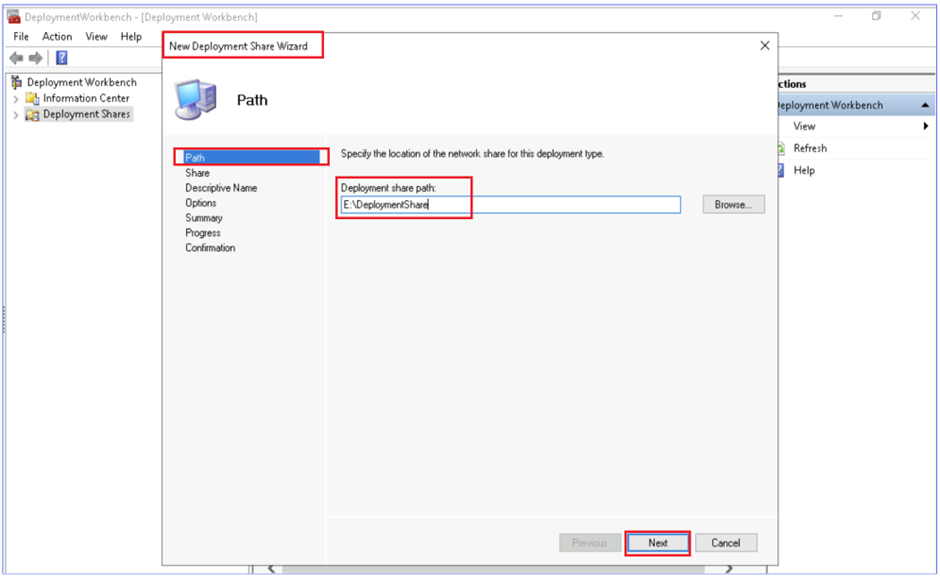 DeploymentWorkbench - [Deployment Workbench]
File Action View Help
Deployment Workbench
Information Center
Deployment Shares
New Deployment Share Wizard
Path
Path
Share
Descriptive Name
Options
Summary
Progress
Confirmation
Specify the location of the network share for this deployment type.
Deployment share path:
E:\DeploymentShare
Browse...
Previous
Next
Cancel
ctions
eployment Workbench
View
Refresh
Help